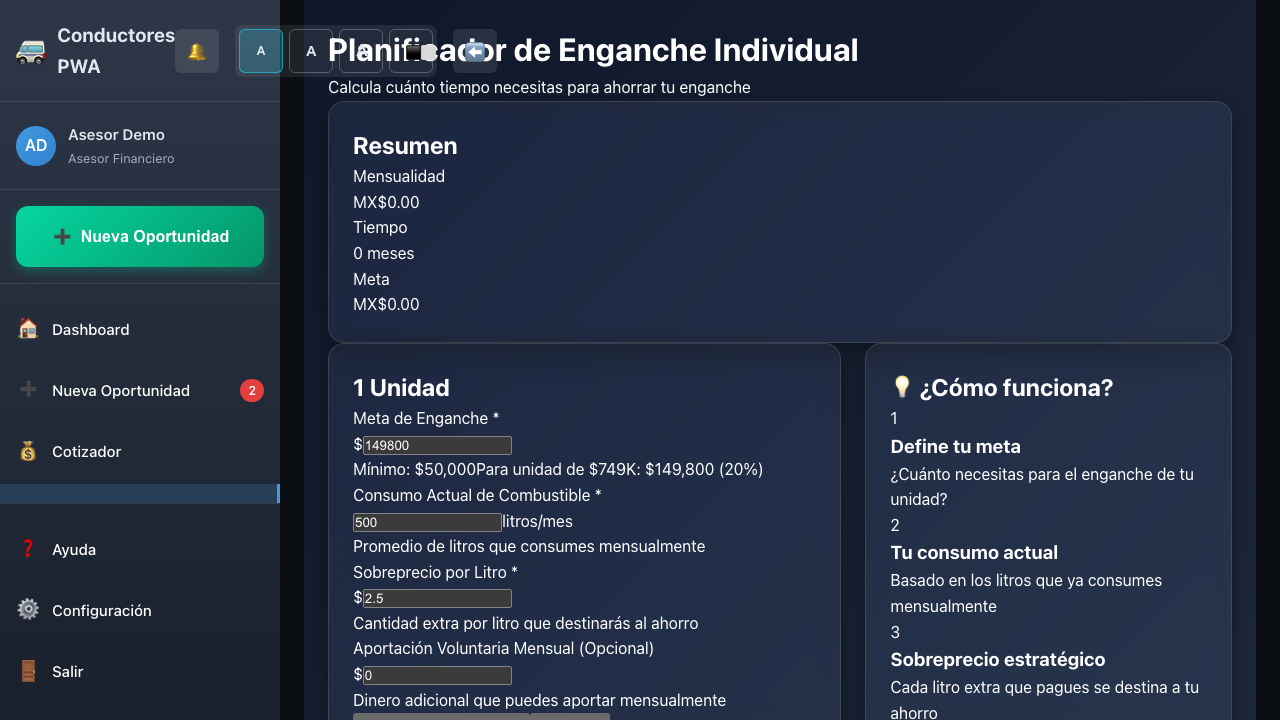 Conductores
PWA
A
A
A
Planificador de Enganche Individual
Calcula cuánto tiempo necesitas para ahorrar tu enganche
AD
Asesor Demo
Asesor Financiero
Nueva Oportunidad
Dashboard
Nueva Oportunidad
2
Cotizador
Ayuda
Configuración
Salir
Resumen
Mensualidad
MX$0.00
Tiempo
0 meses
Meta
MX$0.00
1 Unidad
Meta de Enganche *
$149800
Mínimo: $50,000Para unidad de $749K: $149,800 (20%)
Consumo Actual de Combustible *
500 litros/mes
Promedio de litros que consumes mensualmente
Sobreprecio por Litro *
$2.5
Cantidad extra por litro que destinarás al ahorro
Aportación Voluntaria Mensual (Opcional)
$0
Dinero adicional que puedes aportar mensualmente
¿Cómo funciona?
1
Define tu meta
¿Cuánto necesitas para el enganche de tu
unidad?
2
Tu consumo actual
Basado en los litros que ya consumes
mensualmente
3
Sobreprecio estratégico
Cada litro extra que pagues se destina a tu
ahorro